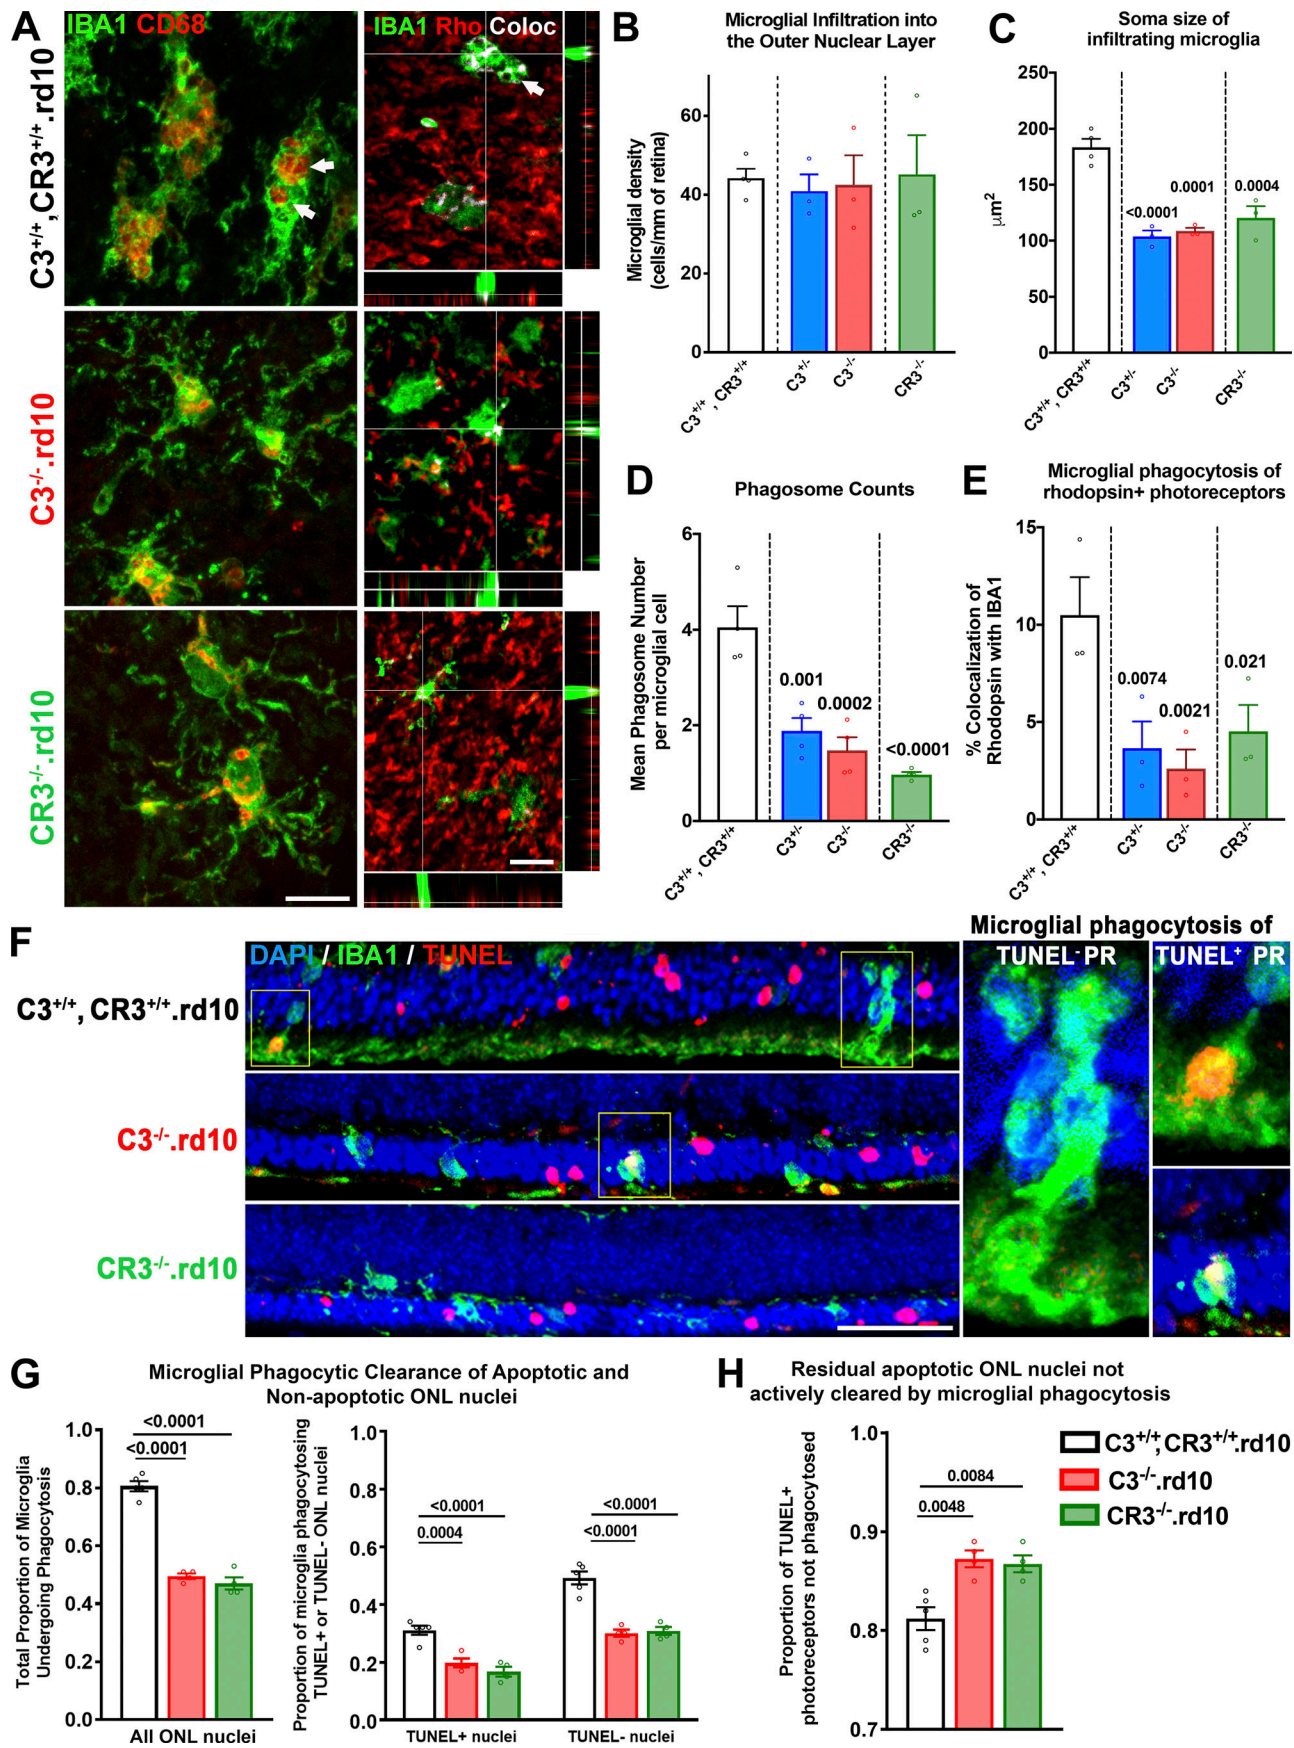 A
IBA1 CD68
IBA1 Rho Coloc
C3+/+, CR3+/+.rd10
C3-/-.rd10
CR3-/-.rd10
B
Microglial Infiltration into
the Outer Nuclear Layer
Microglial density
(cells/mm of retina)
60
40
20
0
C3+/+, CR3+/+
C3+/-
C3-/-
CR3-/-
C
Soma size of
infiltrating microglia
µm2
250
200
150
100
50
0
<0.0001
0.0001
0.0004
C3+/+, CR3+/+
C3+/-
C3-/-
CR3-/-
D
Phagosome Counts
Mean Phagosome Number
per microglial cell
6
4
2
0
0.001
0.0002
<0.0001
C3+/+, CR3+/+
C3+/-
C3-/-
CR3-/-
E
Microglial phagocytosis of
rhodopsin+ photoreceptors
% Colocalization of
Rhodopsin with IBA1
15
10
5
0
0.0074
0.0021
0.021
C3+/+, CR3+/+
C3+/-
C3-/-
CR3-/-
F
DAPI / IBA1 / TUNEL
Microglial phagocytosis of
TUNEL- PR
TUNEL+ PR
C3+/+, CR3+/+.rd10
C3-/-.rd10
CR3-/-.rd10
G
Microglial Phagocytic Clearance of Apoptotic and
Non-apoptotic ONL nuclei
Total Proportion of Microglia
Undergoing Phagocytosis
1.0
0.8
0.6
0.4
0.2
0.0
<0.0001
<0.0001
All ONL nuclei
Proportion of microglia phagocytosing
TUNEL+ or TUNEL- ONL nuclei
1.0
0.8
0.6
0.4
0.2
0.0
<0.0001
0.0004
<0.0001
<0.0001
TUNEL+ nuclei
TUNEL- nuclei
H
Residual apoptotic ONL nuclei not
actively cleared by microglial phagocytosis
Proportion of TUNEL+
photoreceptors not phagocytosed
1.0
0.9
0.8
0.7
0.0084
0.0048
C3+/+,CR3+/+.rd10
C3-/-.rd10
CR3-/-.rd10